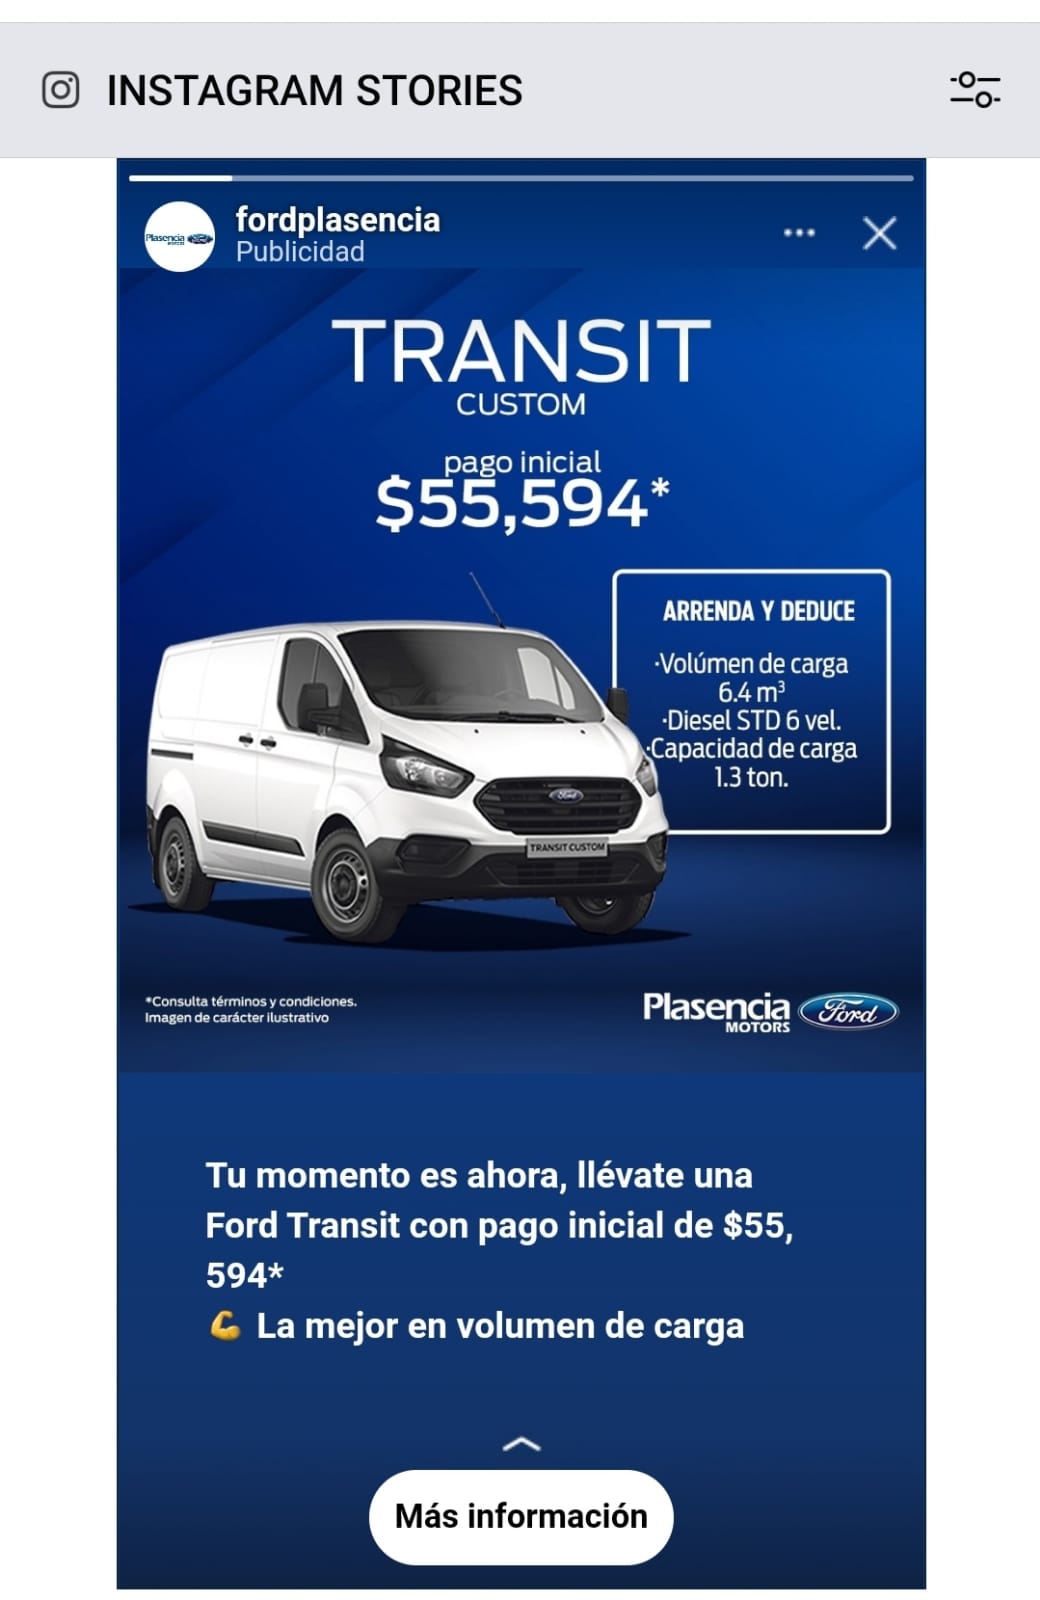 INSTAGRAM STORIES
fordplasencia
Publicidad
Plasencia
MOTORS
TRANSIT
CUSTOM
pago inicial
$55,594*
ARRENDA Y DEDUCE
·Volúmen de carga
6.4 m³
·Diesel STD 6 vel.
·Capacidad de carga
1.3 ton.
Ford
TRANSIT CUSTOM
*Consulta términos y condiciones.
Imagen de carácter ilustrativo
Plasencia
MOTORS
Ford
Tu momento es ahora, llévate una
Ford Transit con pago inicial de $55,
594*
💪 La mejor en volumen de carga
Más información